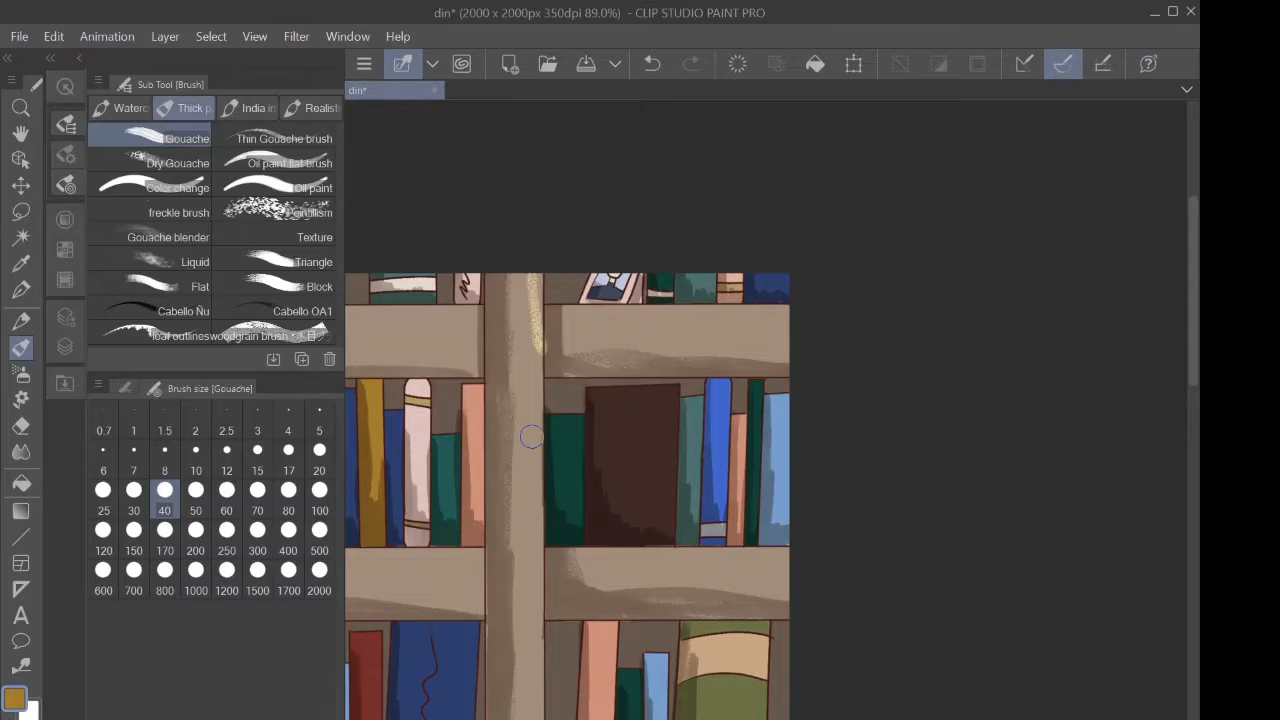 din* (2000 x 2000px 350dpi 89.0%) - CLIP STUDIO PAINT PRO
File Edit Animation Layer Select View Filter Window Help
Sub Tool [Brush]
din*
Waterc Thick p India in Realist
Gouache Thin Gouache brush
Dry Gouache Oil paint flat brush
Color change Oil paint
freckle brush Pointillism
Gouache blender Texture
Liquid Triangle
Flat Block
Cabello Ñu Cabello OA1
leaf outlines woodgrain brush
Brush size [Gouache]
0.7 1 1.5 2 2.5 3 4 5
6 7 8 10 12 15 17 20
25 30 40 50 60 70 80 100
120 150 170 200 250 300 400 500
600 700 800 1000 1200 1500 1700 2000